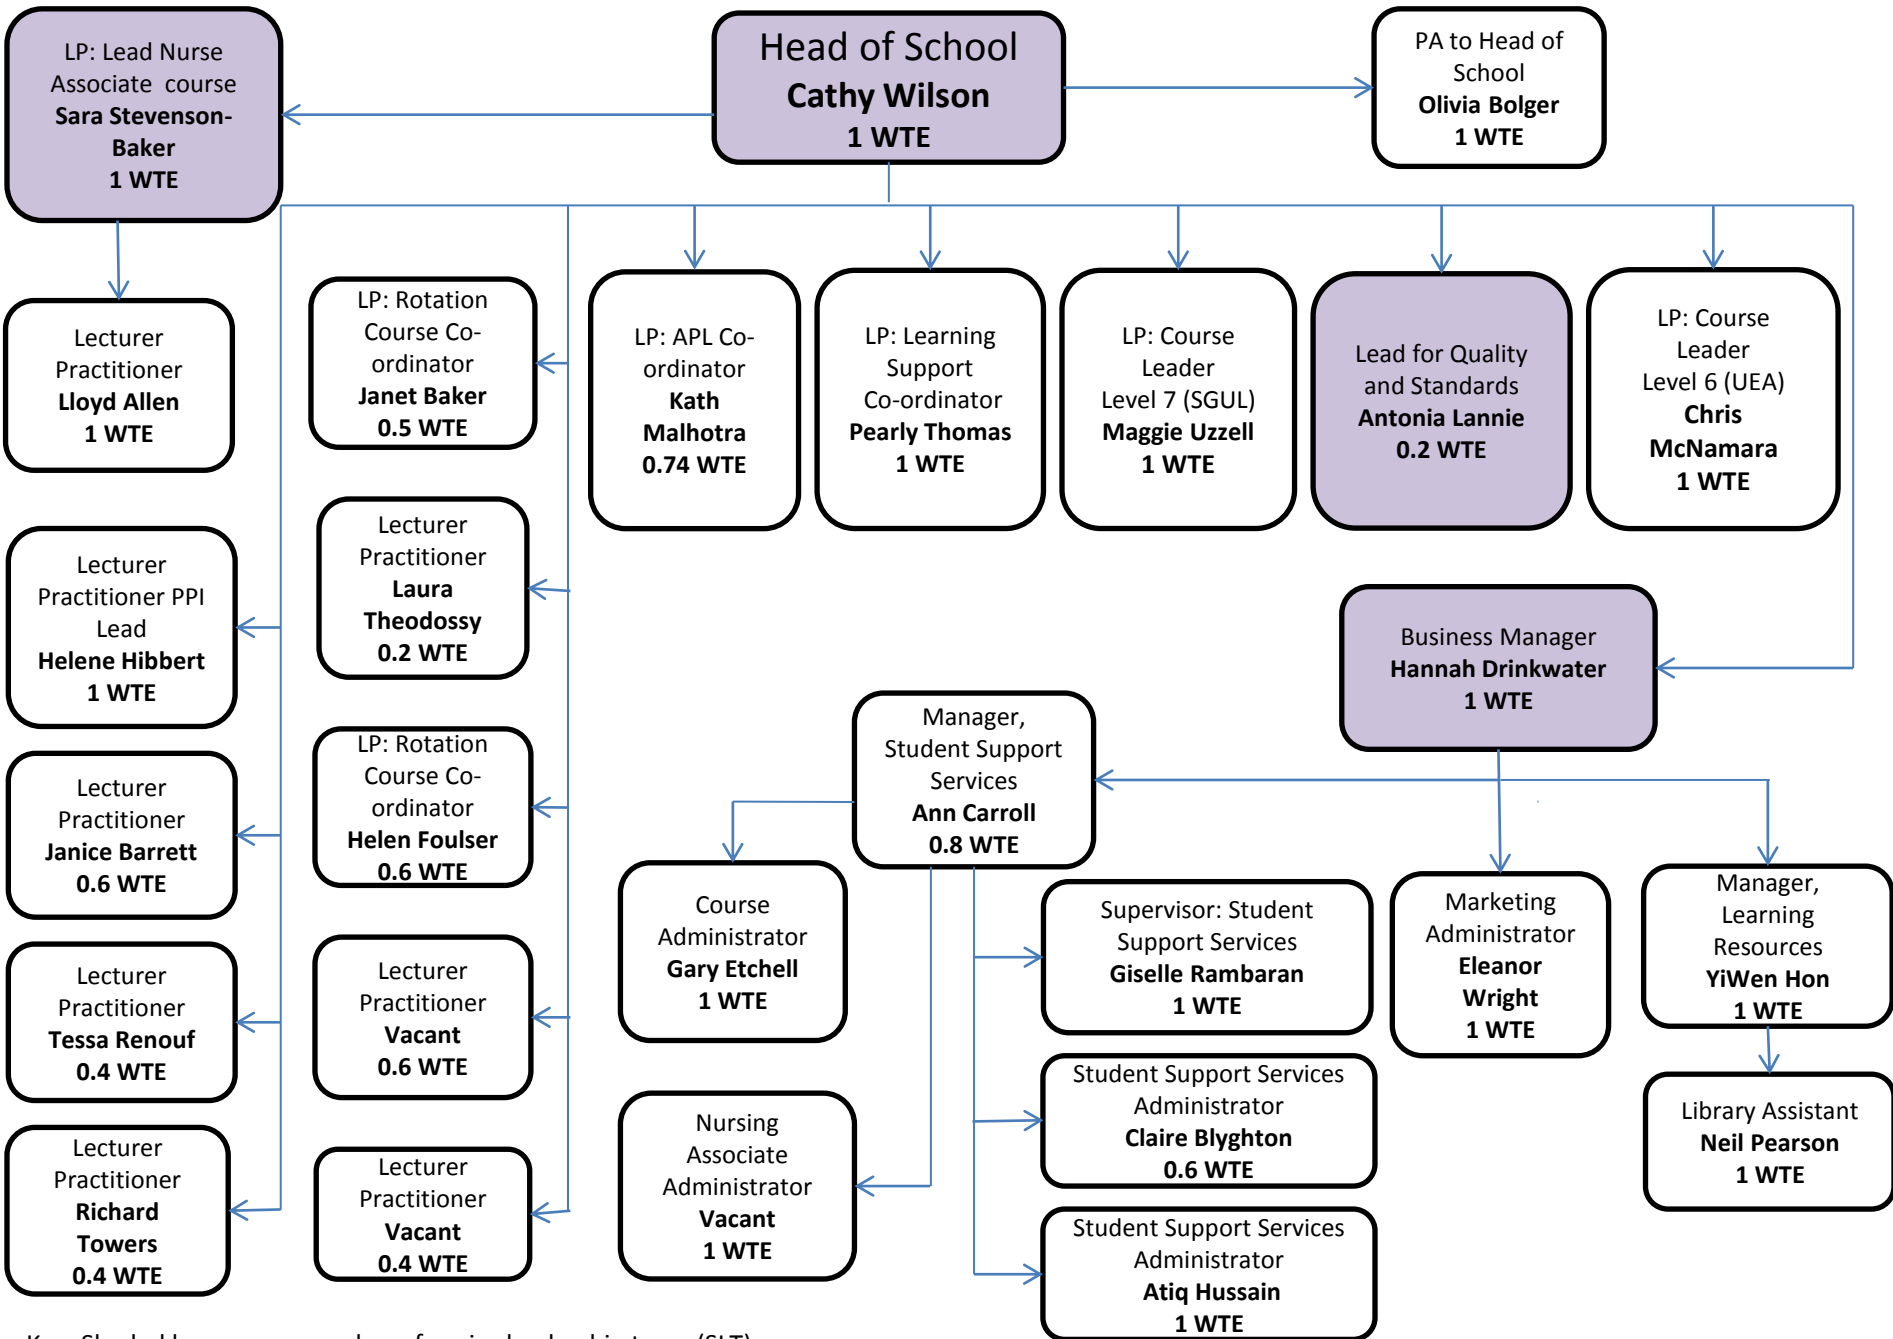 LP: Lead Nurse
Associate course
Sara Stevenson-
Baker
1 WTE
Head of School
Cathy Wilson
1 WTE
PA to Head of
School
Olivia Bolger
1 WTE
Lecturer
Practitioner
Lloyd Allen
1 WTE
LP: Rotation
Course Co-
ordinator
Janet Baker
0.5 WTE
LP: APL Co-
ordinator
Kath
Malhotra
0.74 WTE
LP: Learning
Support
Co-ordinator
Pearly Thomas
1 WTE
LP: Course
Leader
Level 7 (SGUL)
Maggie Uzzell
1 WTE
Lead for Quality
and Standards
Antonia Lannie
0.2 WTE
LP: Course
Leader
Level 6 (UEA)
Chris
McNamara
1 WTE
Lecturer
Practitioner PPI
Lead
Helene Hibbert
1 WTE
Lecturer
Practitioner
Laura
Theodossy
0.2 WTE
Business Manager
Hannah Drinkwater
1 WTE
Lecturer
Practitioner
Janice Barrett
0.6 WTE
LP: Rotation
Course Co-
ordinator
Helen Foulser
0.6 WTE
Manager,
Student Support
Services
Ann Carroll
0.8 WTE
Course
Administrator
Gary Etchell
1 WTE
Supervisor: Student
Support Services
Giselle Rambaran
1 WTE
Marketing
Administrator
Eleanor
Wright
1 WTE
Manager,
Learning
Resources
YiWen Hon
1 WTE
Lecturer
Practitioner
Tessa Renouf
0.4 WTE
Lecturer
Practitioner
Vacant
0.6 WTE
Student Support Services
Administrator
Claire Blyghton
0.6 WTE
Library Assistant
Neil Pearson
1 WTE
Lecturer
Practitioner
Richard
Towers
0.4 WTE
Lecturer
Practitioner
Vacant
0.4 WTE
Nursing
Associate
Administrator
Vacant
1 WTE
Student Support Services
Administrator
Atiq Hussain
1 WTE